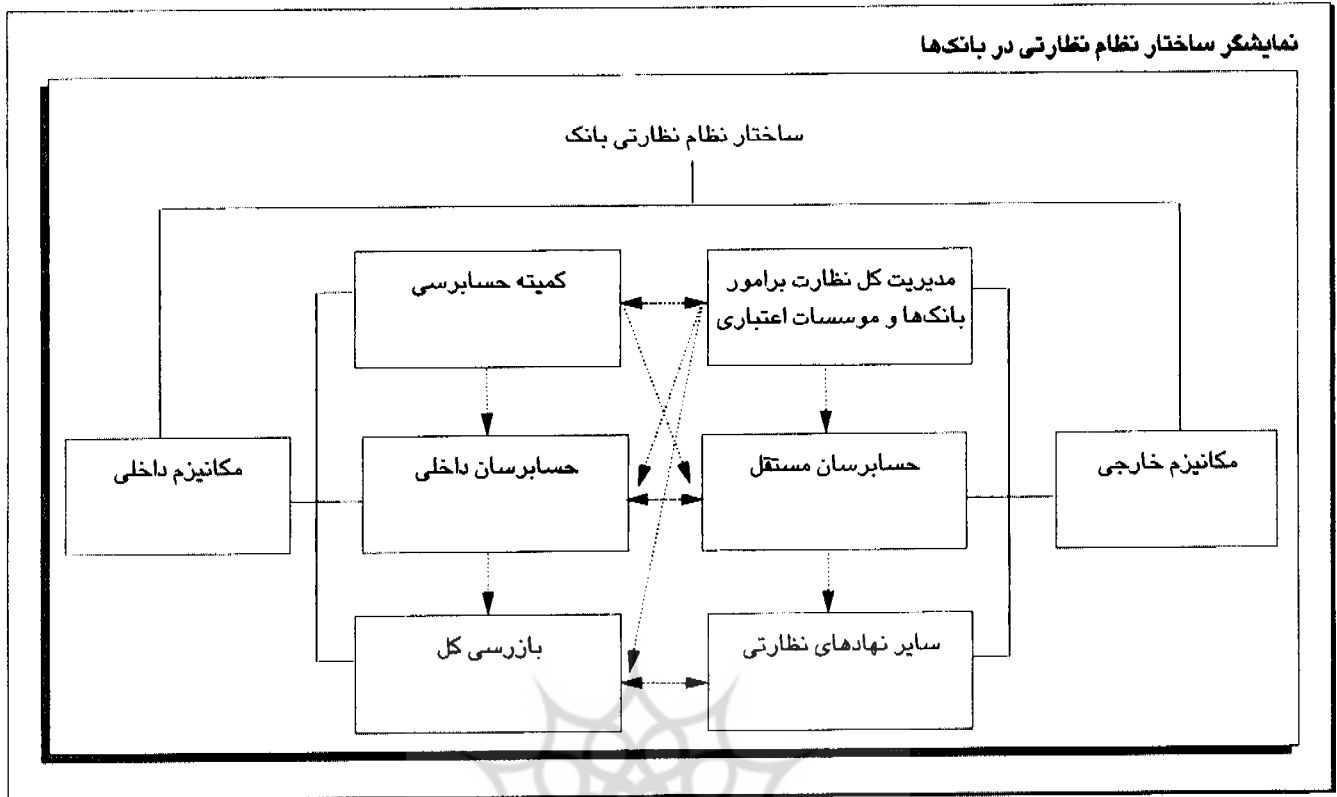 نمایشگر ساختار نظام نظارتی در بانک‌ها
ساختار نظام نظارتی بانک
مدیریت کل نظارت برامور
بانک‌ها و موسسات اعتباری
کمیته حسابرسی
مکانیزم خارجی
حسابرسان مستقل
حسابرسان داخلی
مکانیزم داخلی
سایر نهادهای نظارتی
بازرسی کل